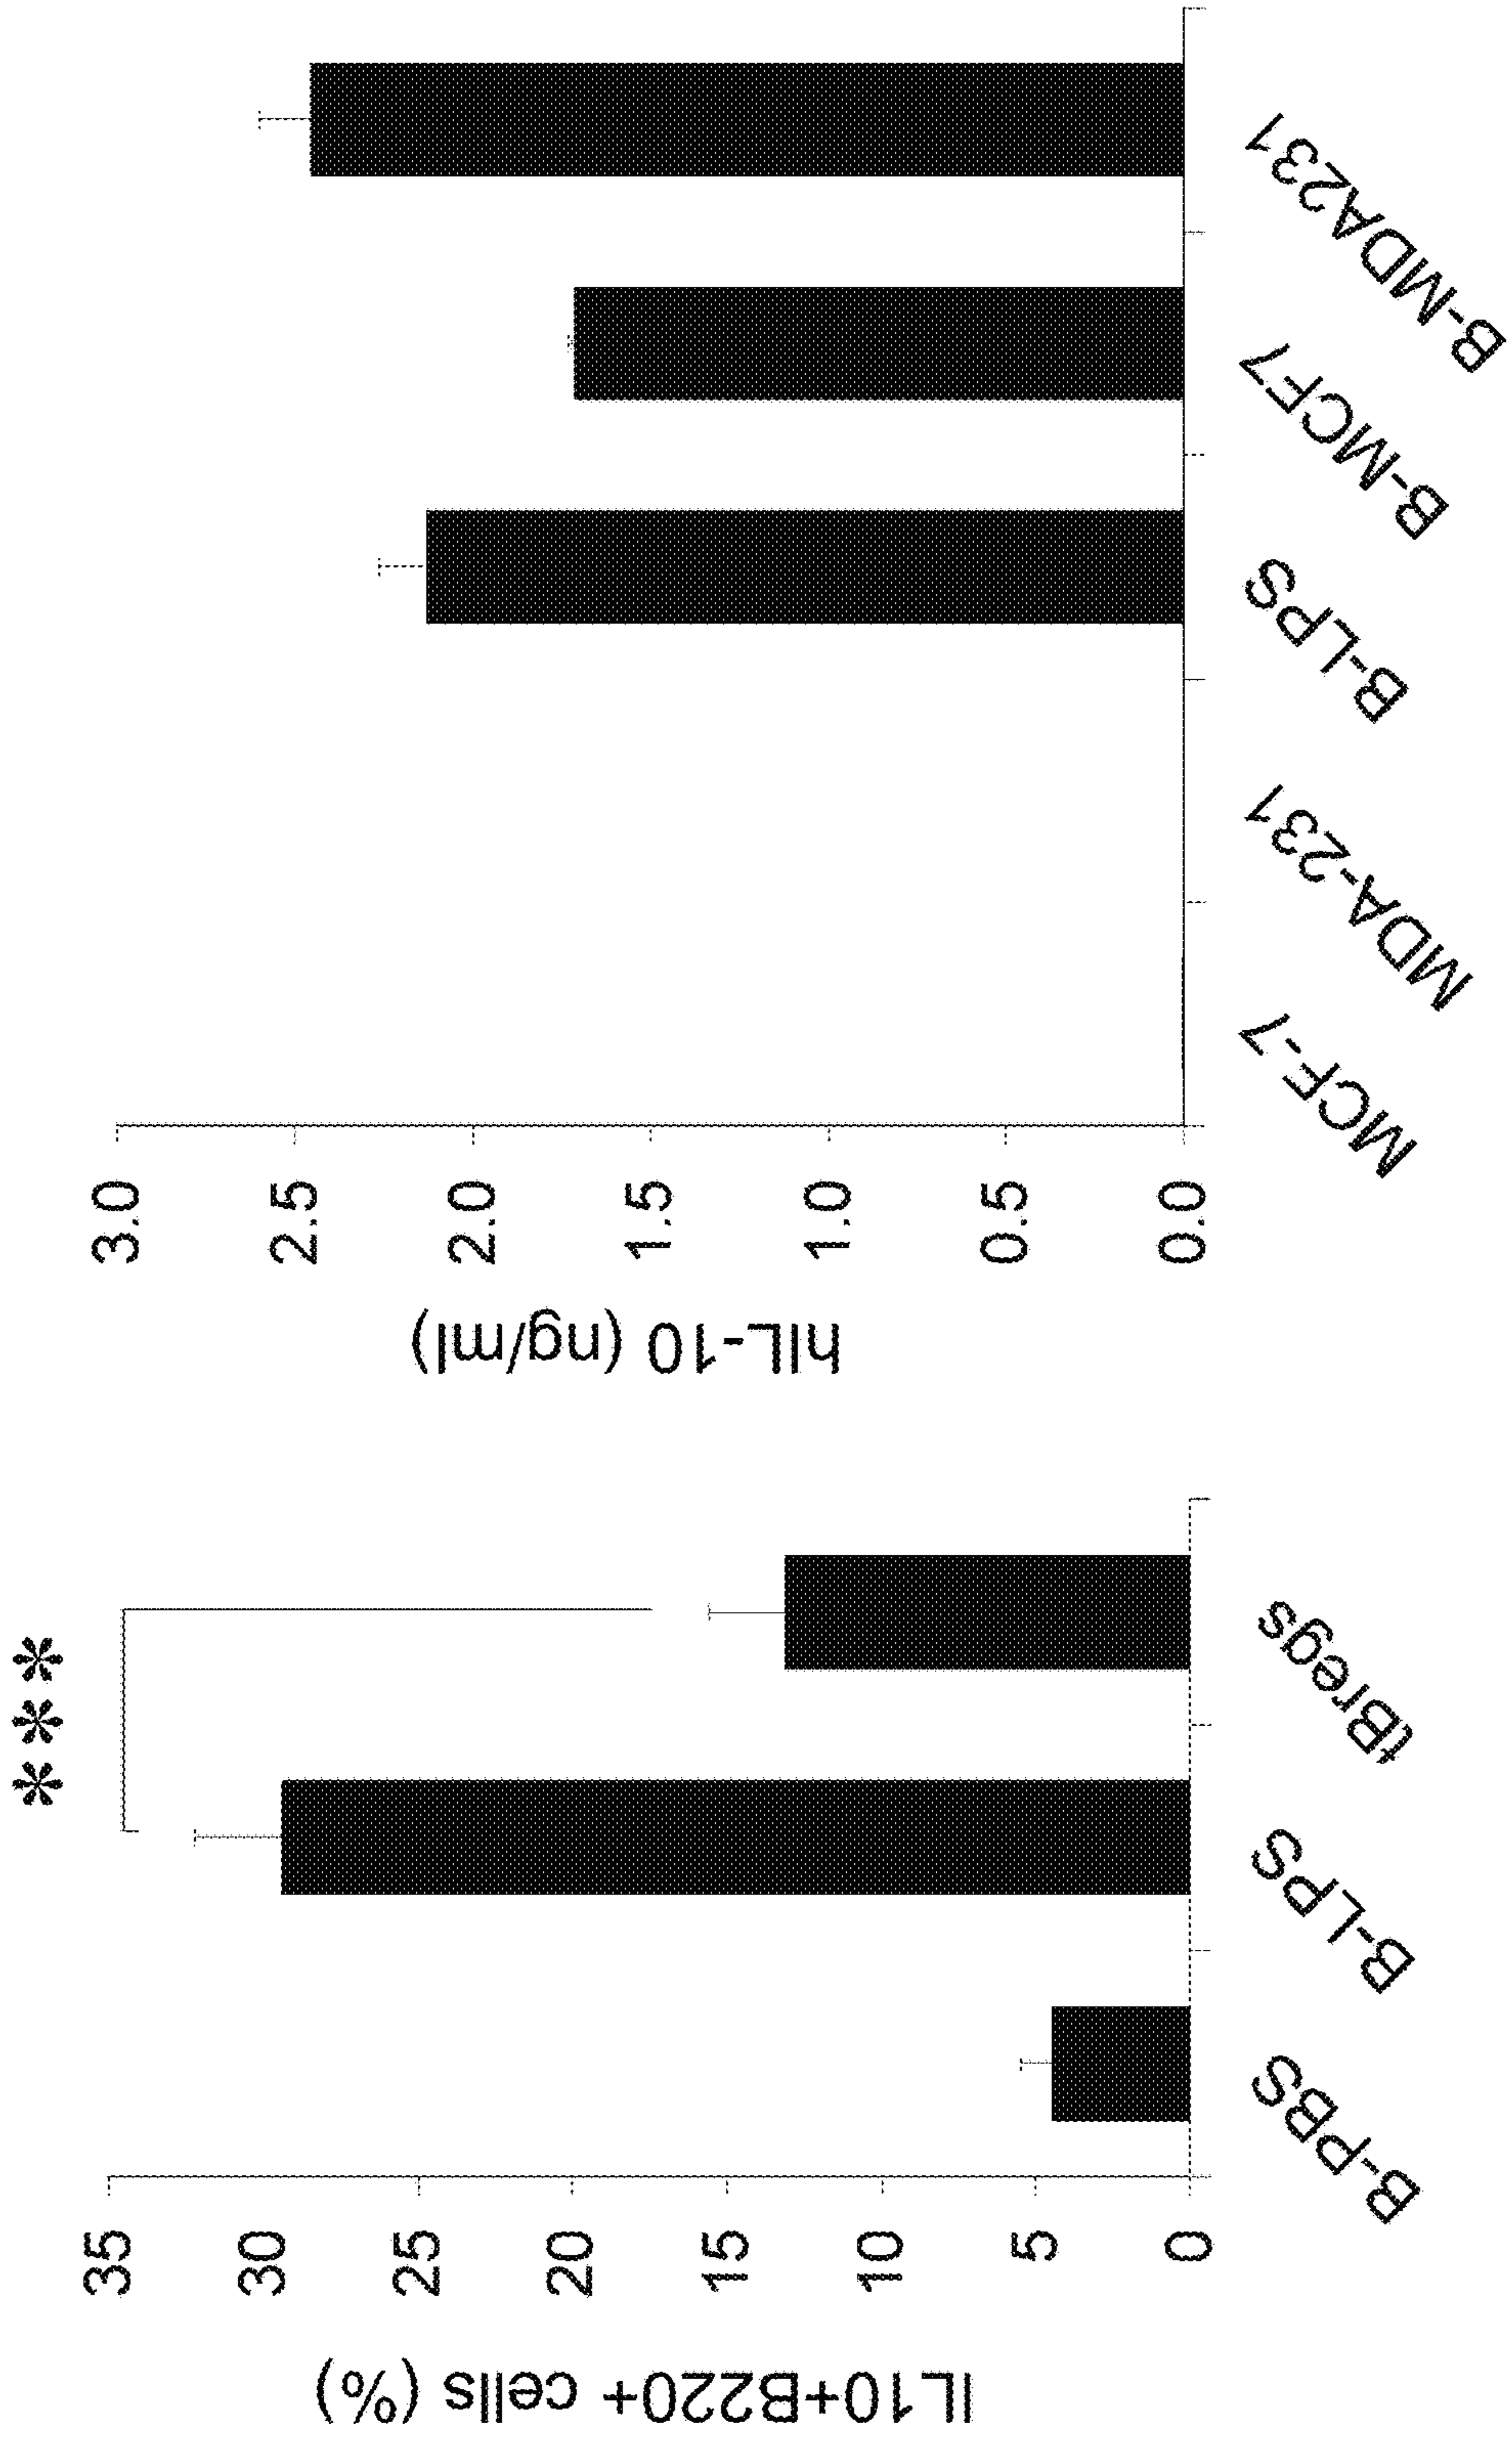 IL10+B220+ cells (%)
35
30
25
20
15
10
5
0
***
B-PBS
B-LPS
tBregs
hIL-10 (ng/ml)
3.0
2.5
2.0
1.5
1.0
0.5
0.0
MCF-7
MDA-231
B-LPS
B-MCF7
B-MDA231